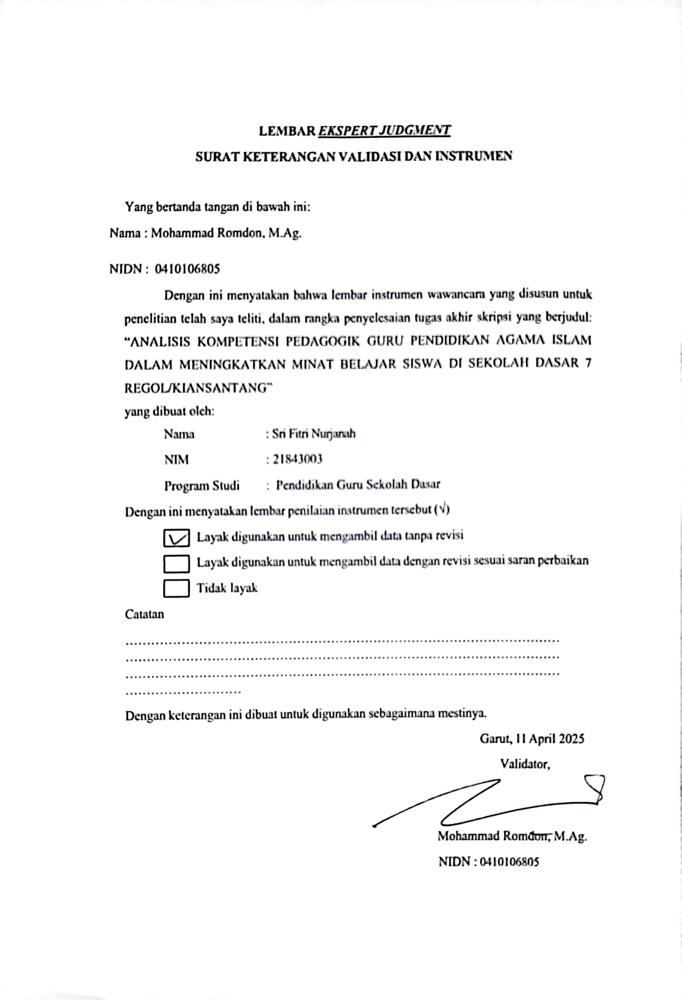 LEMBAR EKSPERT JUDGMENT
SURAT KETERANGAN VALIDASI DAN INSTRUMEN
Yang bertanda tangan di bawah ini:
Nama : Mohammad Romdon, M.Ag.
NIDN : 0410106805
Dengan ini menyatakan bahwa lembar instrumen wawancara yang disusun untuk
penelitian telah saya teliti, dalam rangka penyelesaian tugas akhir skripsi yang berjudul:
“ANALISIS KOMPETENSI PEDAGOGIK GURU PENDIDIKAN AGAMA ISLAM
DALAM MENINGKATKAN MINAT BELAJAR SISWA DI SEKOLAH DASAR 7
REGOL/KIANSANTANG”
yang dibuat oleh:
Nama : Sri Fitri Nurjanah
NIM : 21843003
Program Studi : Pendidikan Guru Sekolah Dasar
Dengan ini menyatakan lembar penilaian instrumen tersebut (√)
Layak digunakan untuk mengambil data tanpa revisi
Layak digunakan untuk mengambil data dengan revisi sesuai saran perbaikan
Tidak layak
Catatan
Dengan keterangan ini dibuat untuk digunakan sebagaimana mestinya.
Garut, 11 April 2025
Validator,
Mohammad Romdon, M.Ag.
NIDN : 0410106805